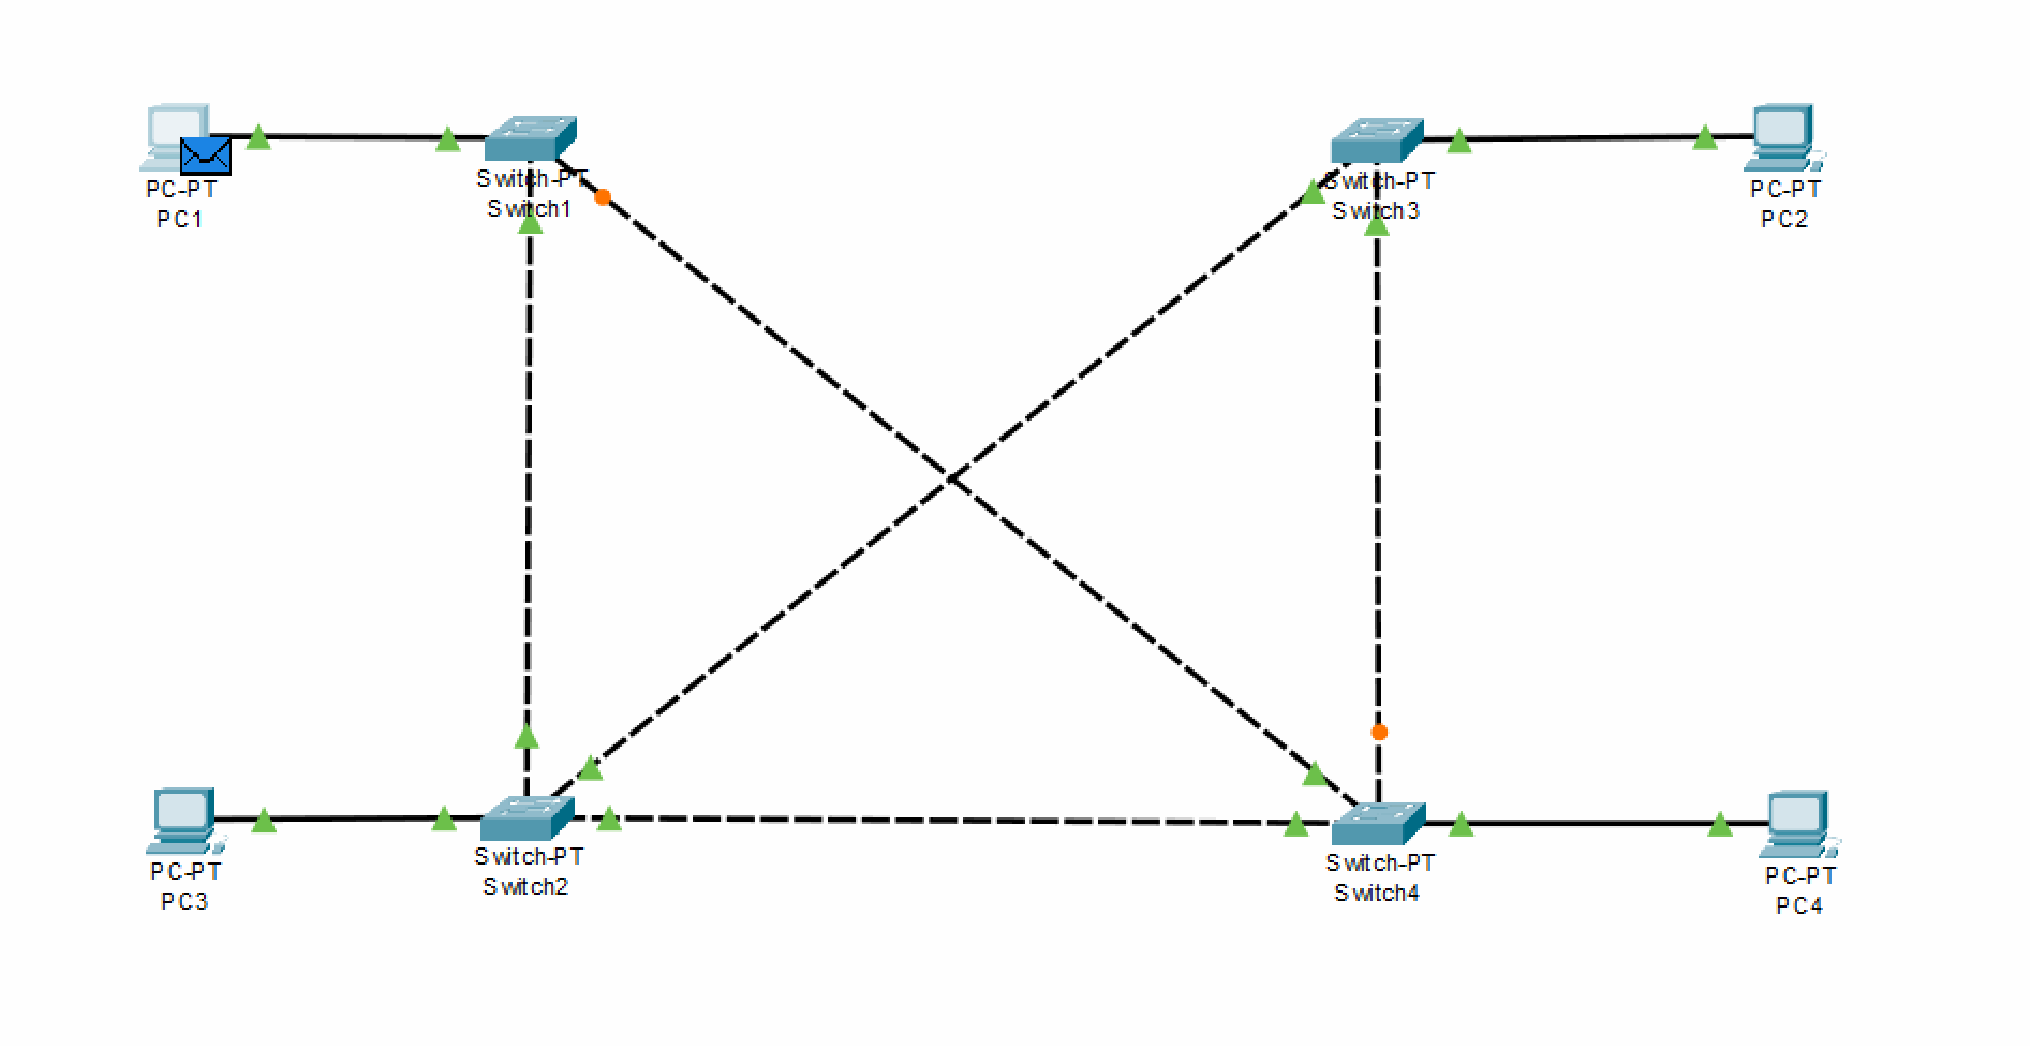 PC-PT
PC1
Switch-PT
Switch1
Switch-PT
Switch3
PC-PT
PC2
PC-PT
PC3
Switch-PT
Switch2
Switch-PT
Switch4
PC-PT
PC4